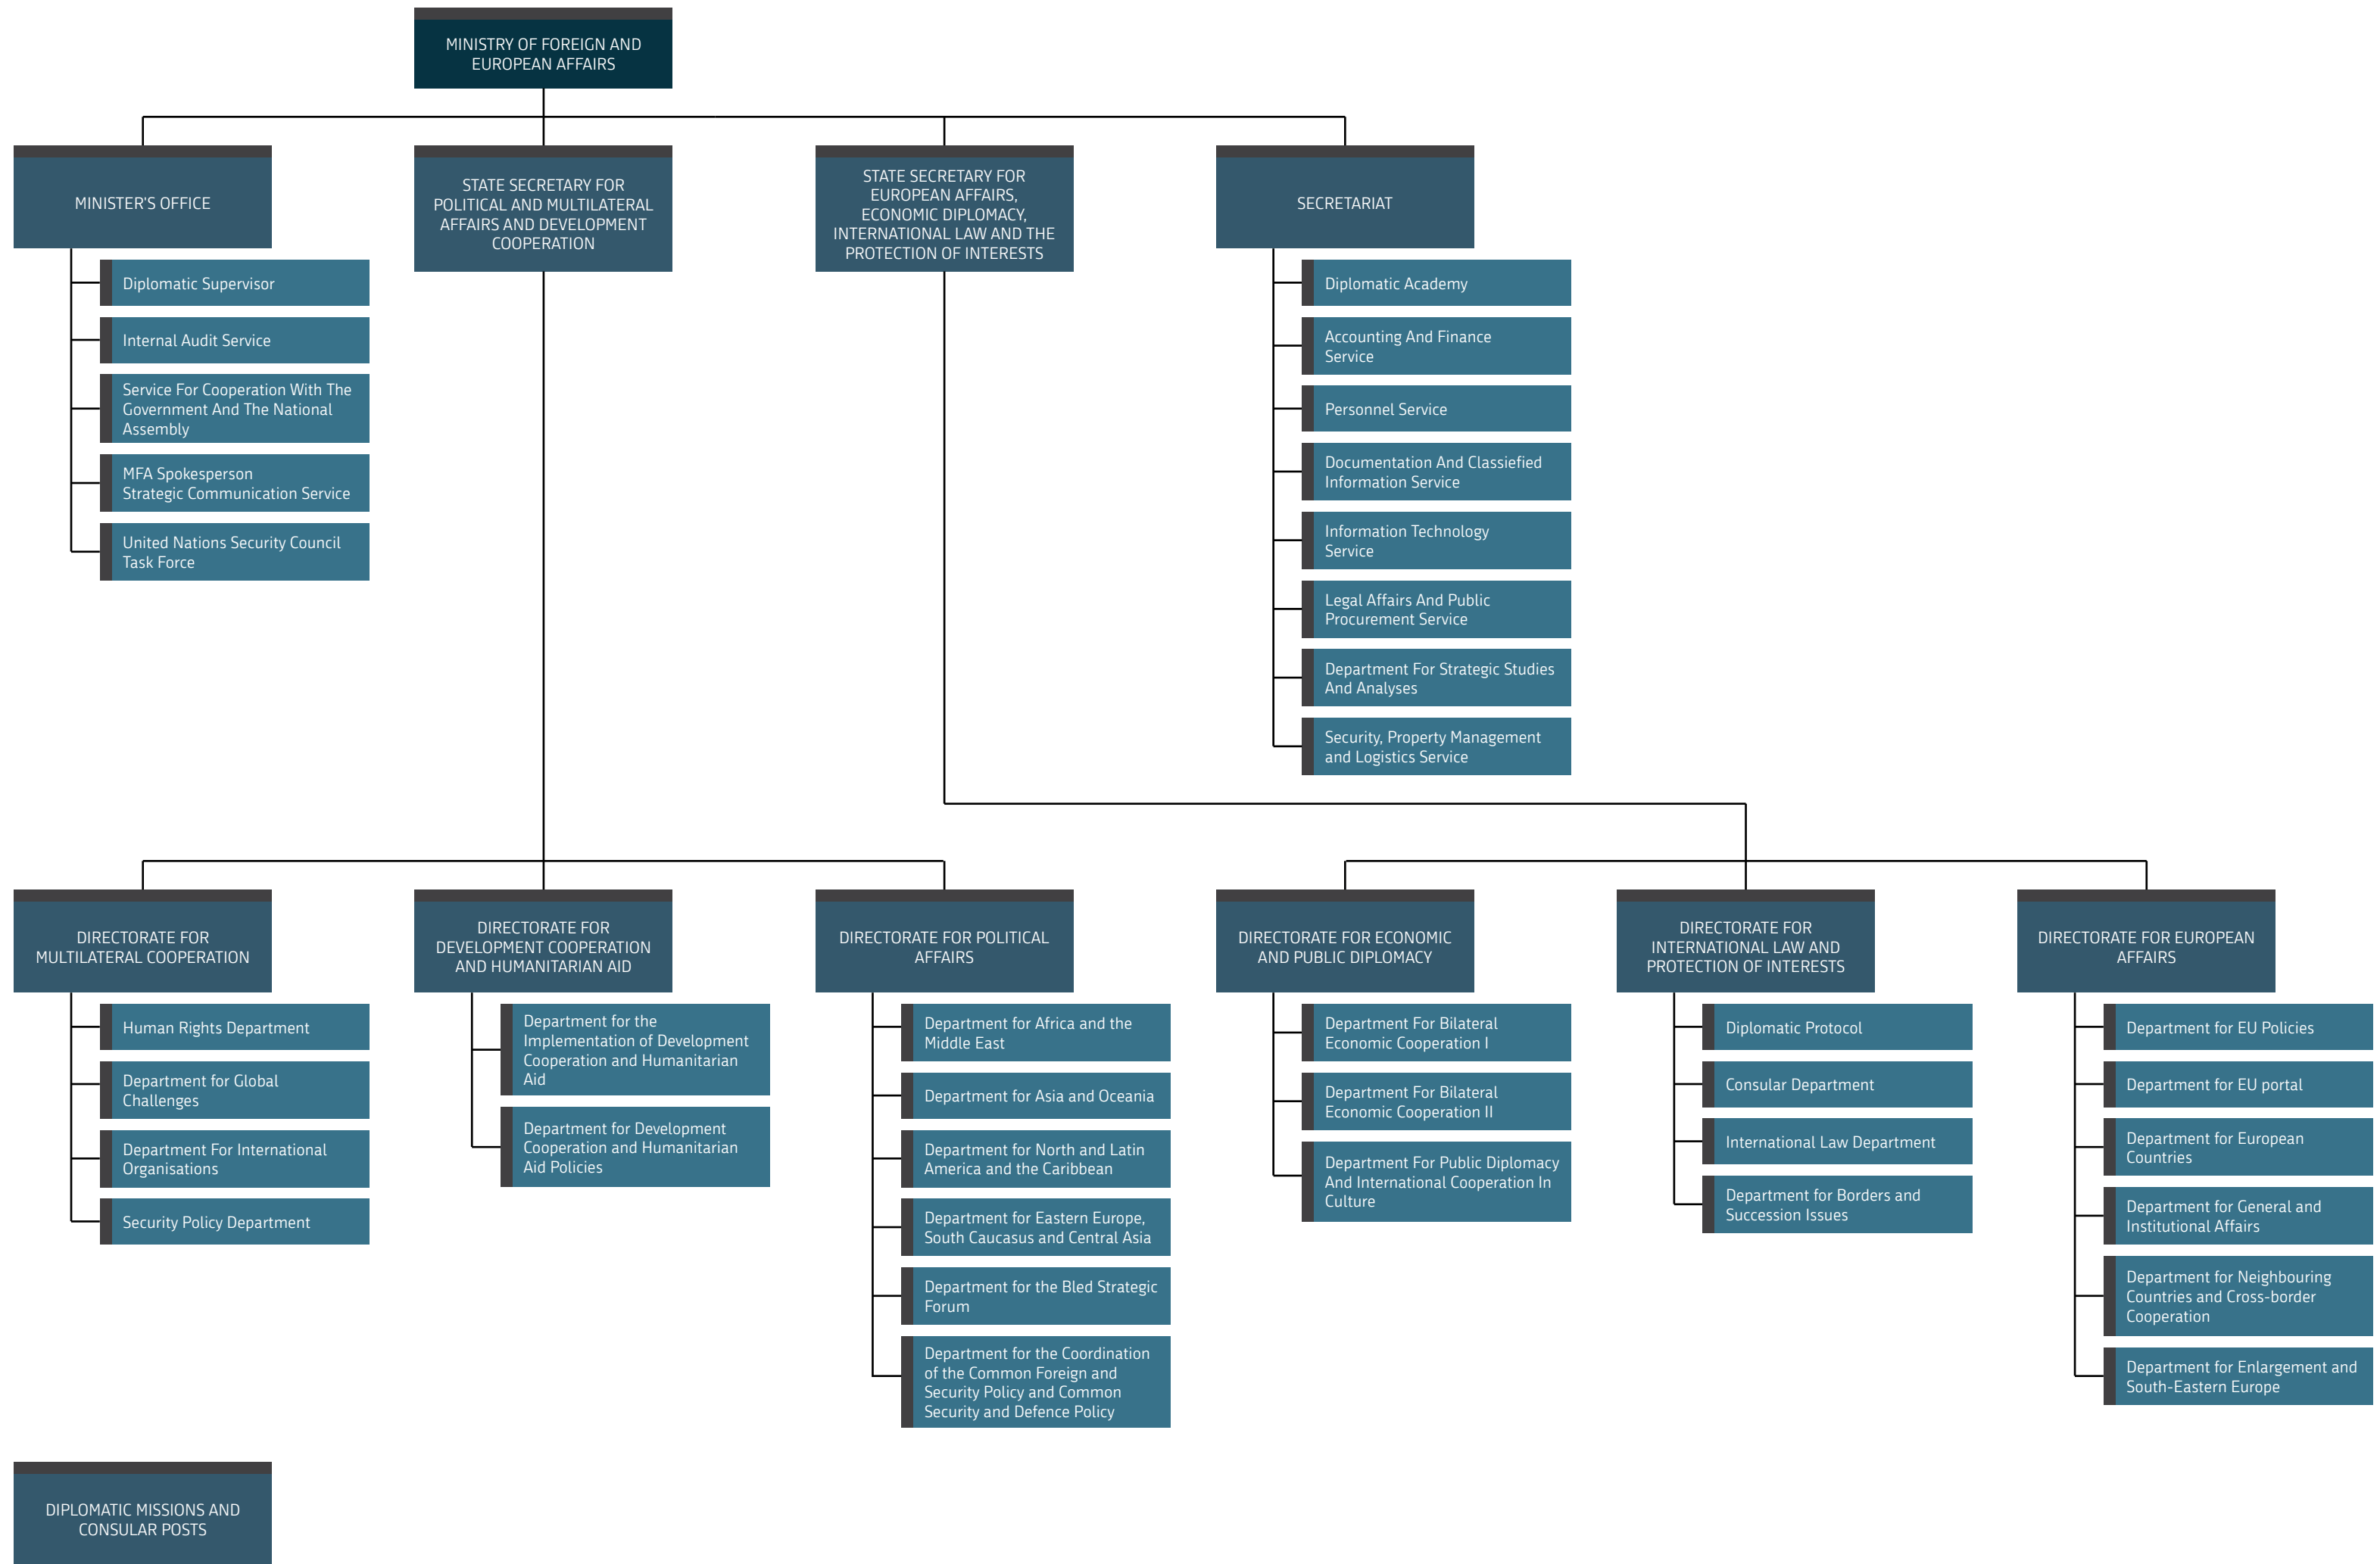 MINISTRY OF FOREIGN AND
EUROPEAN AFFAIRS
MINISTER'S OFFICE
Diplomatic Supervisor
Internal Audit Service
Service For Cooperation With The
Government And The National
Assembly
MFA Spokesperson
Strategic Communication Service
United Nations Security Council
Task Force
STATE SECRETARY FOR
POLITICAL AND MULTILATERAL
AFFAIRS AND DEVELOPMENT
COOPERATION
STATE SECRETARY FOR
EUROPEAN AFFAIRS,
ECONOMIC DIPLOMACY,
INTERNATIONAL LAW AND THE
PROTECTION OF INTERESTS
SECRETARIAT
Diplomatic Academy
Accounting And Finance
Service
Personnel Service
Documentation And Classiefied
Information Service
Information Technology
Service
Legal Affairs And Public
Procurement Service
Department For Strategic Studies
And Analyses
Security, Property Management
and Logistics Service
DIRECTORATE FOR
MULTILATERAL COOPERATION
Human Rights Department
Department for Global
Challenges
Department For International
Organisations
Security Policy Department
DIRECTORATE FOR
DEVELOPMENT COOPERATION
AND HUMANITARIAN AID
Department for the
Implementation of Development
Cooperation and Humanitarian
Aid
Department for Development
Cooperation and Humanitarian
Aid Policies
DIRECTORATE FOR POLITICAL
AFFAIRS
Department for Africa and the
Middle East
Department for Asia and Oceania
Department for North and Latin
America and the Caribbean
Department for Eastern Europe,
South Caucasus and Central Asia
Department for the Bled Strategic
Forum
Department for the Coordination
of the Common Foreign and
Security Policy and Common
Security and Defence Policy
DIRECTORATE FOR ECONOMIC
AND PUBLIC DIPLOMACY
Department For Bilateral
Economic Cooperation I
Department For Bilateral
Economic Cooperation II
Department For Public Diplomacy
And International Cooperation In
Culture
DIRECTORATE FOR
INTERNATIONAL LAW AND
PROTECTION OF INTERESTS
Diplomatic Protocol
Consular Department
International Law Department
Department for Borders and
Succession Issues
DIRECTORATE FOR EUROPEAN
AFFAIRS
Department for EU Policies
Department for EU portal
Department for European
Countries
Department for General and
Institutional Affairs
Department for Neighbouring
Countries and Cross-border
Cooperation
Department for Enlargement and
South-Eastern Europe
DIPLOMATIC MISSIONS AND
CONSULAR POSTS